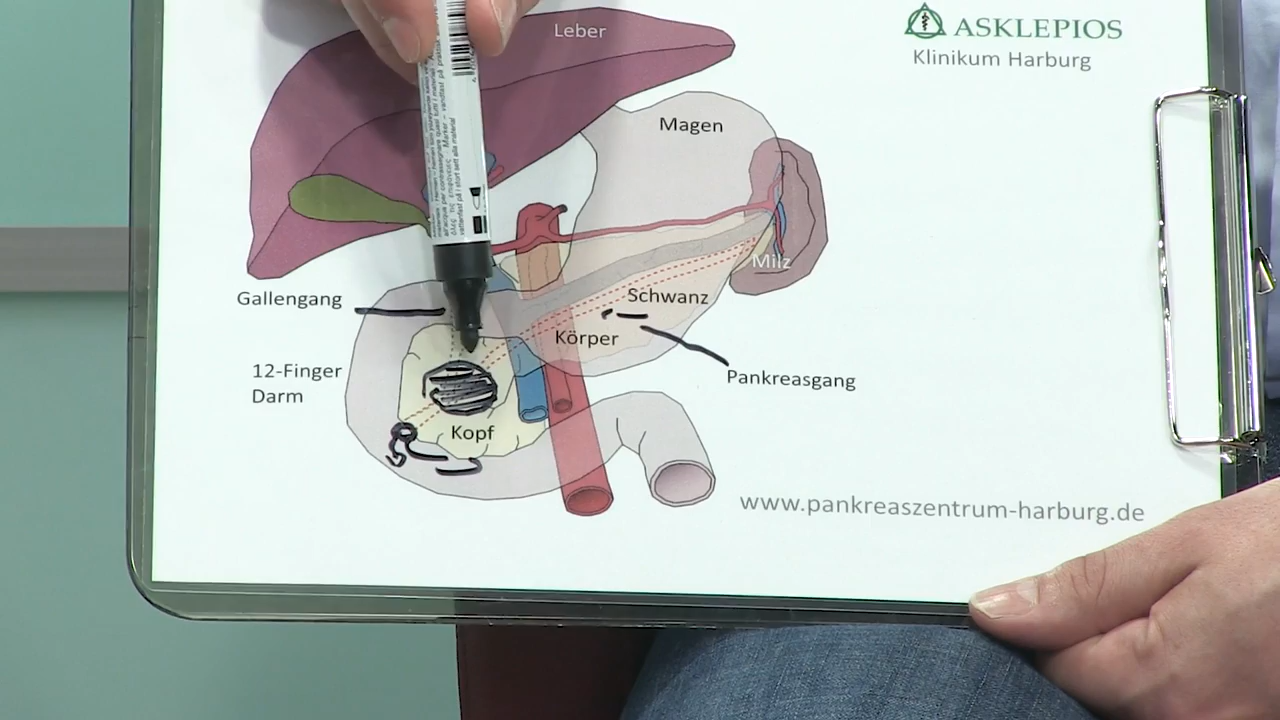 Leber
ASKLEPIOS
Klinikum Harburg
Magen
Milz
Gallengang
Schwanz
Körper
12-Finger
Darm
Pankreasgang
Kopf
www.pankreaszentrum-harburg.de